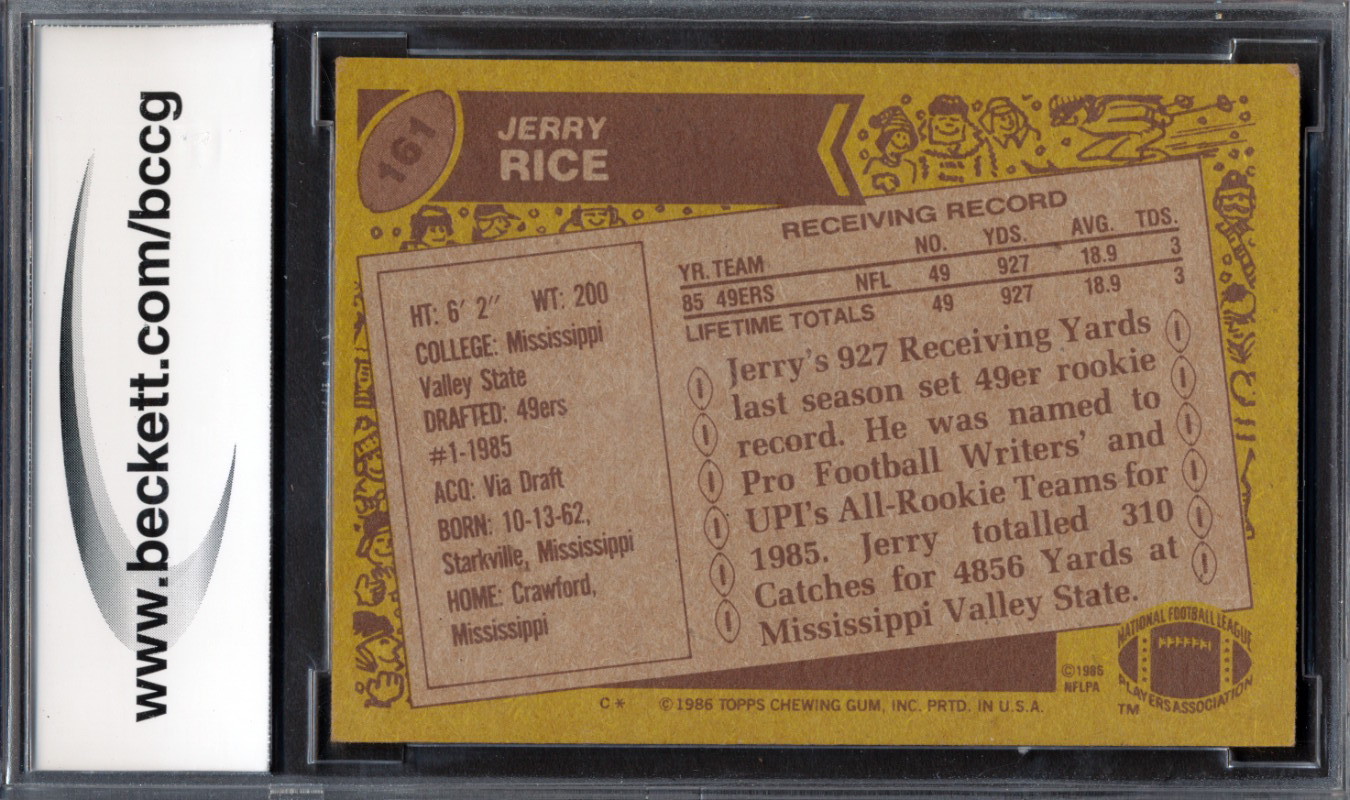 www.beckett.com/bccg
161
JERRY
RICE
RECEIVING RECORD
YR. TEAM NO. YDS. AVG. TDS.
85 49ERS NFL 49 927 18.9 3
LIFETIME TOTALS 49 927 18.9 3
HT: 6′ 2″ WT: 200
COLLEGE: Mississippi
Valley State
DRAFTED: 49ers
#1-1985
ACQ: Via Draft
BORN: 10-13-62,
Starkville, Mississippi
HOME: Crawford,
Mississippi
Jerry's 927 Receiving Yards
last season set 49er rookie
record. He was named to
Pro Football Writers' and
UPI's All-Rookie Teams for
1985. Jerry totalled 310
Catches for 4856 Yards at
Mississippi Valley State.
©1986
NFLPA
NATIONAL FOOTBALL LEAGUE
PLAYERS ASSOCIATION
TM
C* ©1986 TOPPS CHEWING GUM, INC. PRTD. IN U.S.A.